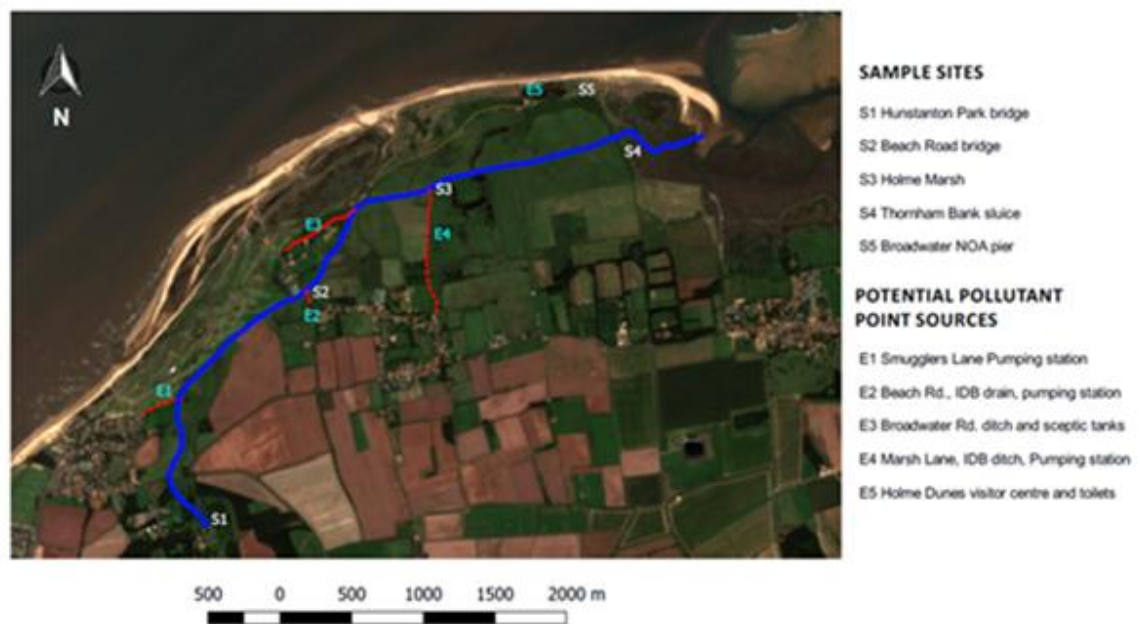 N
E5
S5
S4
S3
E3
E4
S2
E2
E1
S1
SAMPLE SITES
S1 Hunstanton Park bridge
S2 Beach Road bridge
S3 Holme Marsh
S4 Thornham Bank sluice
S5 Broadwater NOA pier
POTENTIAL POLLUTANT
POINT SOURCES
E1 Smugglers Lane Pumping station
E2 Beach Rd., IDB drain, pumping station
E3 Broadwater Rd. ditch and sceptic tanks
E4 Marsh Lane, IDB ditch, Pumping station
E5 Holme Dunes visitor centre and toilets
500 0 500 1000 1500 2000 m